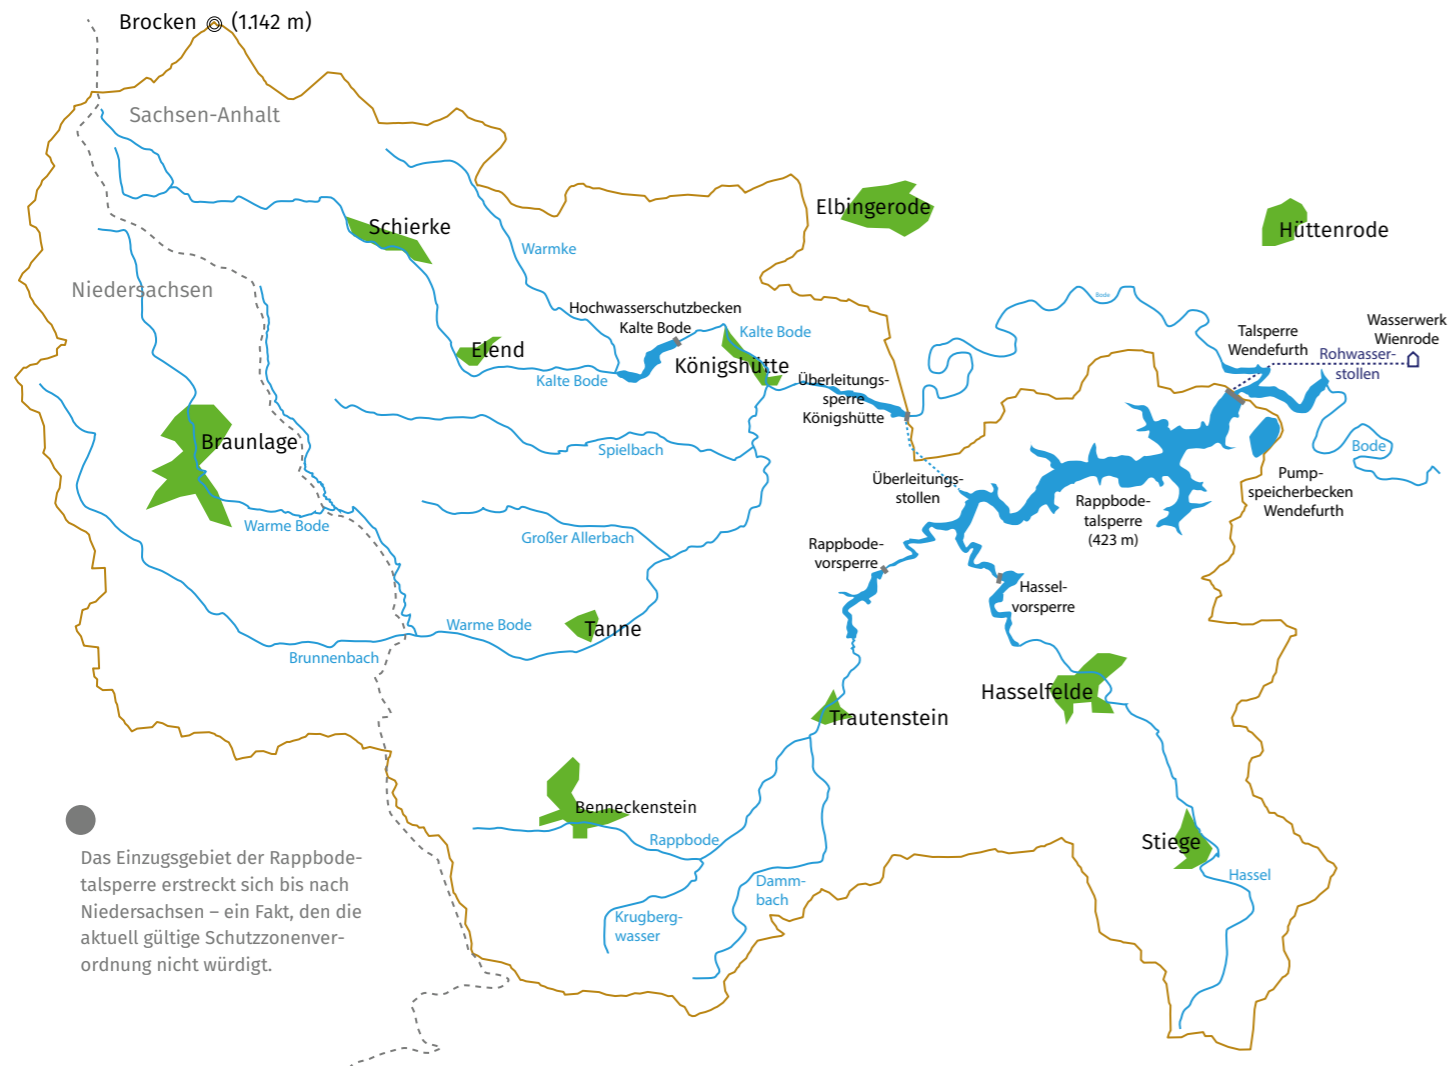 Brocken (1.142 m)
Sachsen-Anhalt
Elbingerode
Schierke
Hüttenrode
Warmke
Niedersachsen
Bode
Hochwasserschutzbecken
Kalte Bode
Kalte Bode
Talsperre
Wendefurth
Wasserwerk
Wienrode
Rohwasser-
stollen
Elend
Königshütte
Kalte Bode
Überleitungs-
sperre
Königshütte
Braunlage
Spielbach
Bode
Überleitungs-
stollen
Pump-
speicherbecken
Wendefurth
Rappbode-
talsperre
(423 m)
Warme Bode
Großer Allerbach
Rappbode-
vorsperre
Hassel-
vorsperre
Warme Bode
Tanne
Brunnenbach
Hasselfelde
Trautenstein
Benneckenstein
Rappbode
Stiege
Hassel
Damm-
bach
Krugberg-
wasser
Das Einzugsgebiet der Rappbode-
talsperre erstreckt sich bis nach
Niedersachsen – ein Fakt, den die
aktuell gültige Schutzzonenver-
ordnung nicht würdigt.